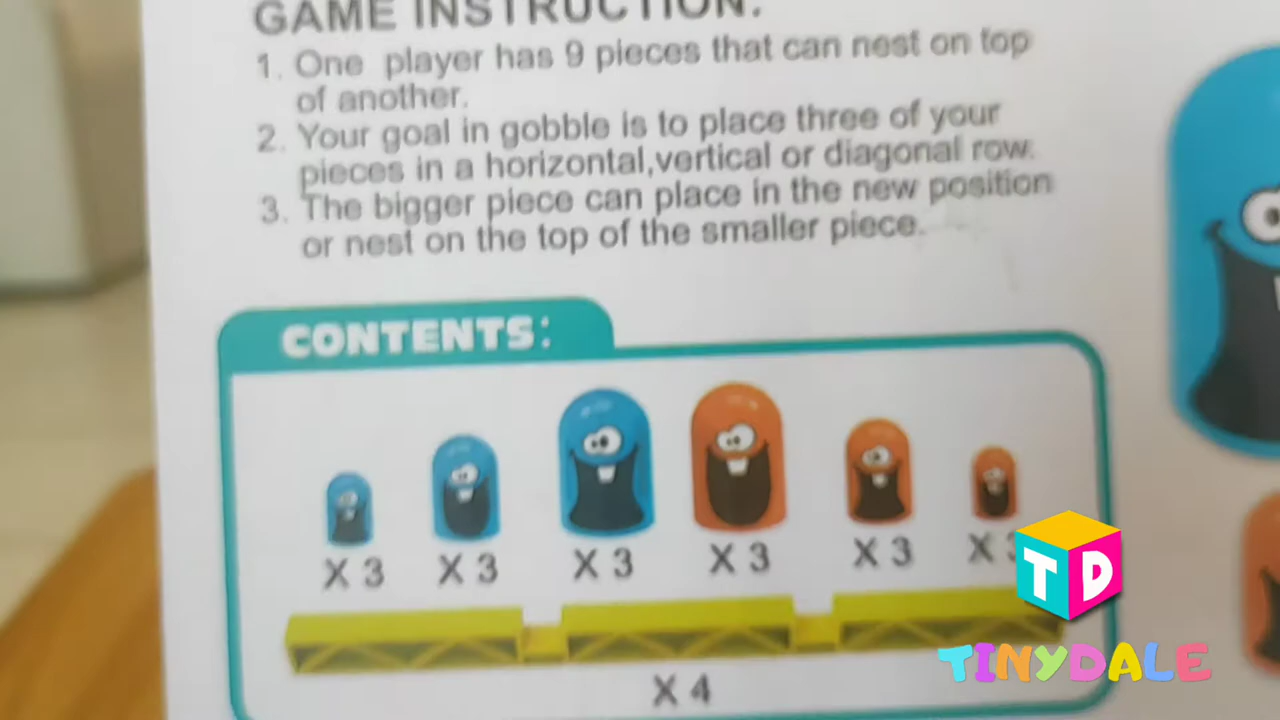 GAME INSTRUCTION:
1. One player has 9 pieces that can nest on top
of another.
2. Your goal in gobble is to place three of your
pieces in a horizontal,vertical or diagonal row.
3. The bigger piece can place in the new position
or nest on the top of the smaller piece.
CONTENTS:
X 3 X 3 X 3 X 3 X 3 X 3
X 4
TD
TINYDALE